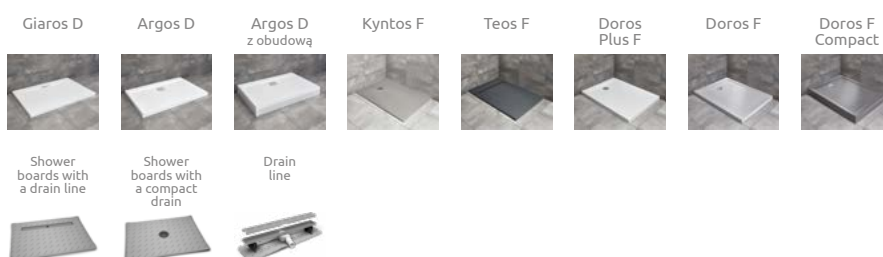 Giaros D
Argos D
Argos D
z obudową
Kyntos F
Teos F
Doros
Plus F
Doros F
Doros F
Compact
Shower
boards with
a drain line
Shower
boards with
a compact
drain
Drain
line